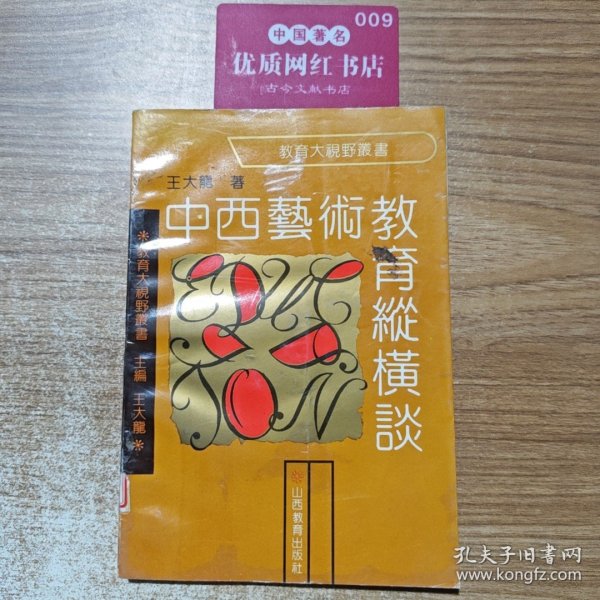 009
中国著名
优质网红书店
古今文献书店
教育大視野叢書
王大龍 著
中西藝術教育縱橫談
※教育大視野叢書 主編 王大龍※
EDUCATION
山西教育出版社
孔夫子旧書网
www.kongfz.com